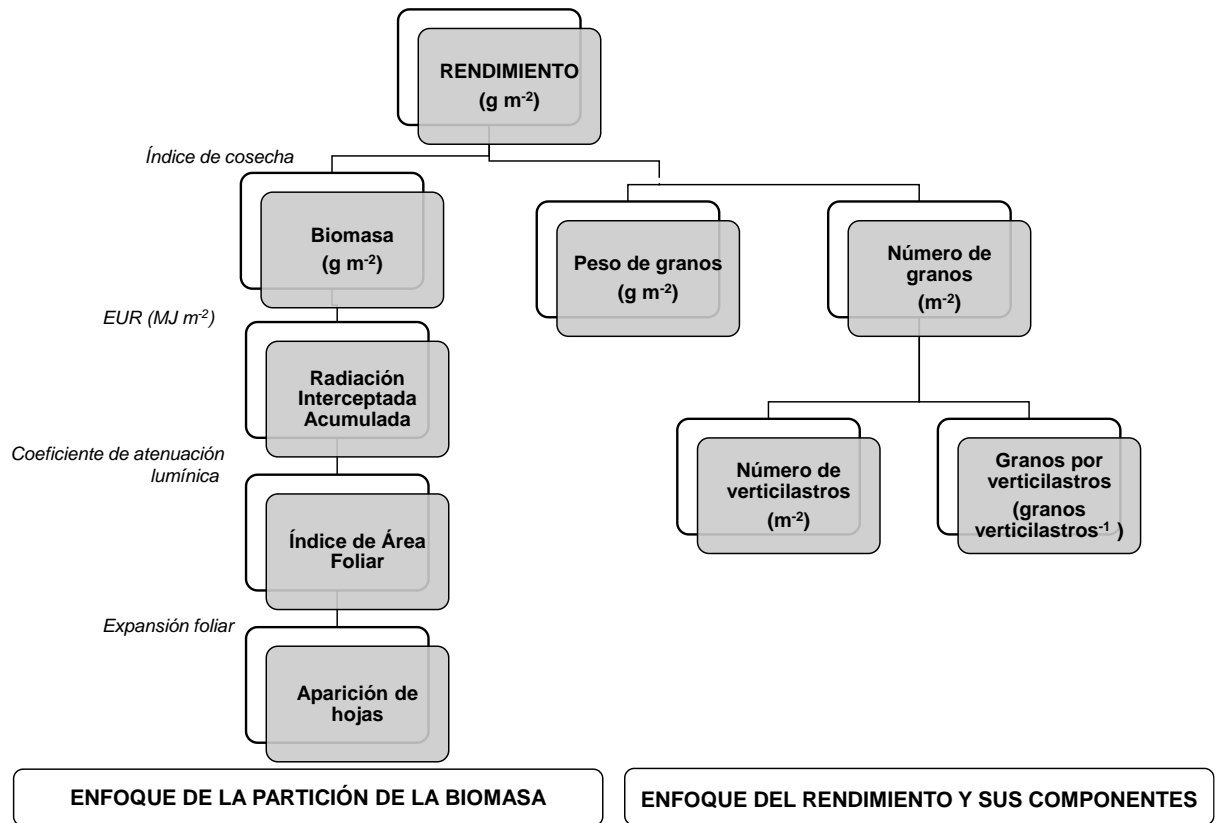 RENDIMIENTO
(g m⁻²)
Índice de cosecha
Biomasa
(g m⁻²)
Peso de granos
(g m⁻²)
Número de
granos
(m⁻²)
EUR (MJ m⁻²)
Radiación
Interceptada
Acumulada
Coeficiente de atenuación
lumínica
Número de
verticilastros
(m⁻²)
Granos por
verticilastros
(granos
verticilastros⁻¹ )
Índice de Área
Foliar
Expansión foliar
Aparición de
hojas
ENFOQUE DE LA PARTICIÓN DE LA BIOMASA
ENFOQUE DEL RENDIMIENTO Y SUS COMPONENTES